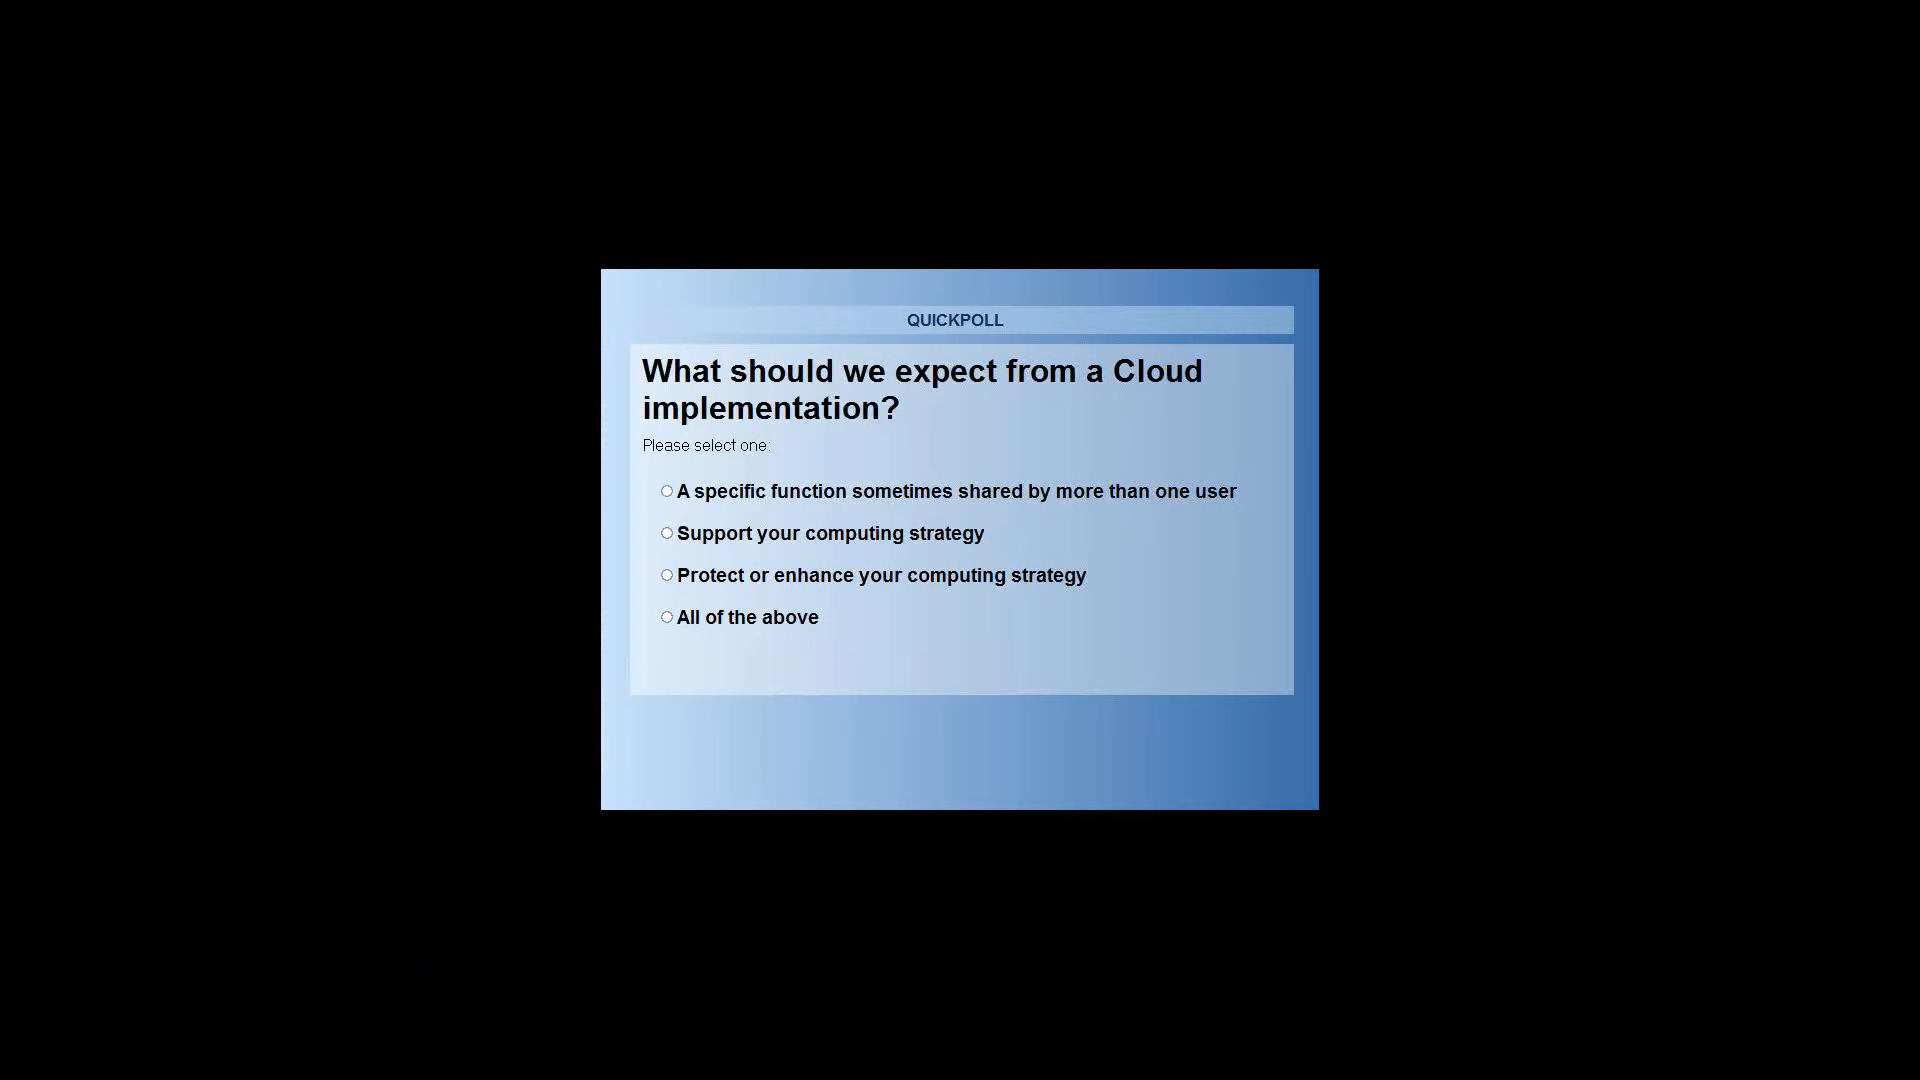 QUICKPOLL
What should we expect from a Cloud
implementation?
Please select one:
A specific function sometimes shared by more than one user
Support your computing strategy
Protect or enhance your computing strategy
All of the above